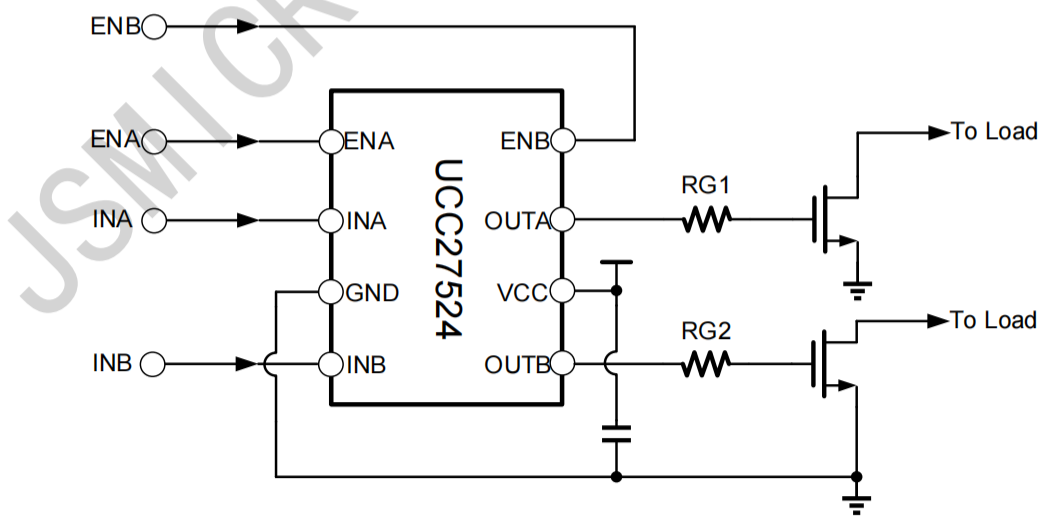 ENB
ENA
INA
INB
ENA
INA
GND
INB
UCC27524
ENB
OUTA
VCC
OUTB
RG1
RG2
To Load
To Load
JSMICR